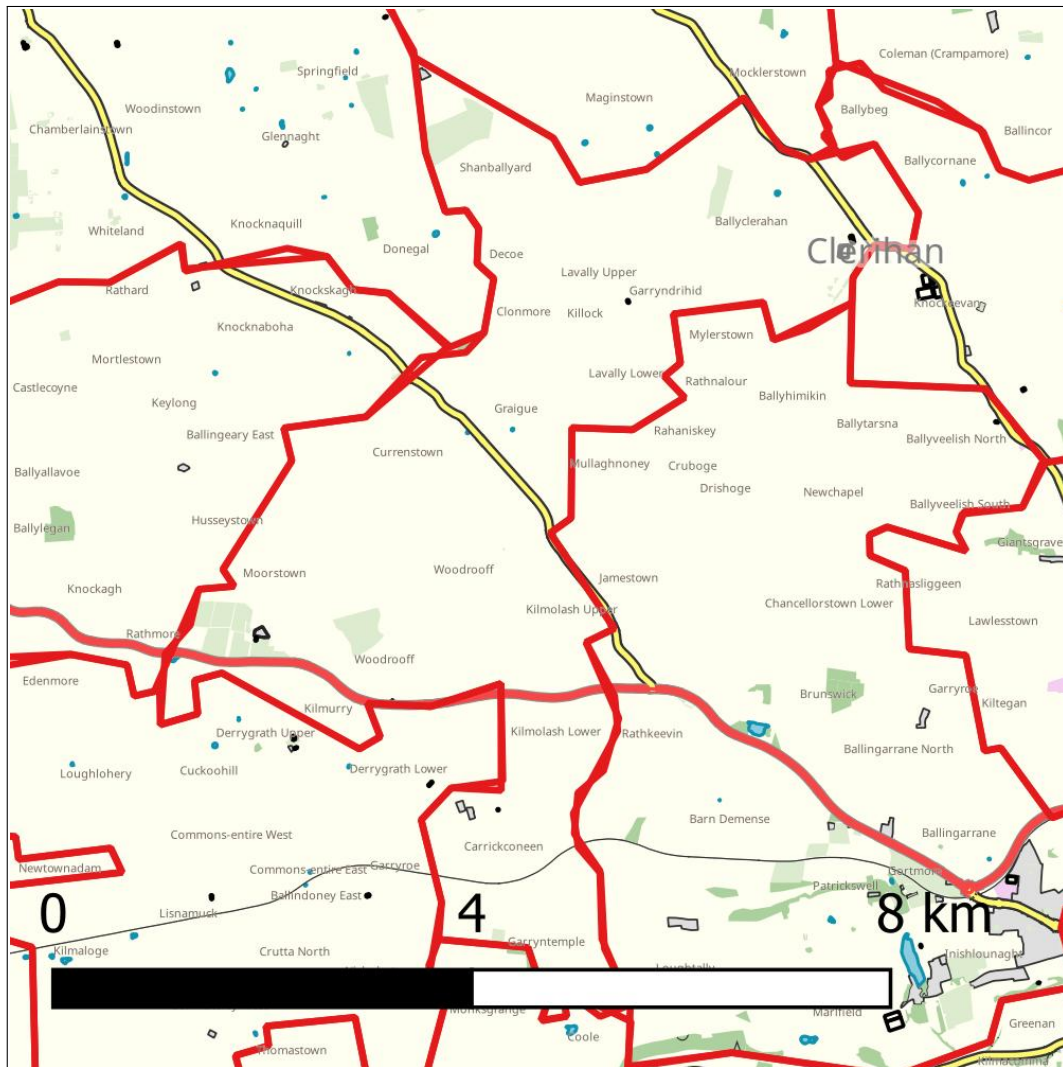 Coleman (Crampamore)
Springfield
Mocklerstown
Maginstown
Woodinstown
Ballybeg
Chamberlainstown
Glennaght
Ballincor
Shanballyard
Ballycornane
Knocknaquill
Ballyclerahan
Whiteland
Donegal
Decoe
Clerihan
Lavally Upper
Rathard
Knockskagh
Garryndrihid
Knockeevan
Clonmore
Killock
Knocknaboha
Mylerstown
Mortlestown
Castlecoyne
Lavally Lower
Rathnalour
Ballyhimikin
Keylong
Graigue
Ballingeary East
Rahaniskey
Ballytarsna
Ballyveelish North
Currenstown
Mullaghnoney
Cruboge
Ballyallavoe
Drishoge
Newchapel
Ballyveelish South
Husseystown
Ballylegan
Giantsgrave
Moorstown
Woodrooff
Jamestown
Rathnasliggeen
Knockagh
Kilmolash Upper
Chancellorstown Lower
Lawlesstown
Rathmore
Woodrooff
Edenmore
Brunswick
Garryroe
Kiltegan
Kilmurry
Derrygrath Upper
Kilmolash Lower
Rathkeevin
Ballingarrane North
Loughlohery
Cuckoohill
Derrygrath Lower
Barn Demense
Commons-entire West
Carrickconeen
Ballingarrane
Newtownadam
Commons-entire East
Garryroe
Gortmore
Patrickswell
Ballindoney East
Lisnamuck
0
4
8 km
Garryntemple
Kilmaloge
Crutta North
Inishlounaght
Loughtally
Monksgrange
Marlfield
Greenan
Thomastown
Coole
Kilmacomma